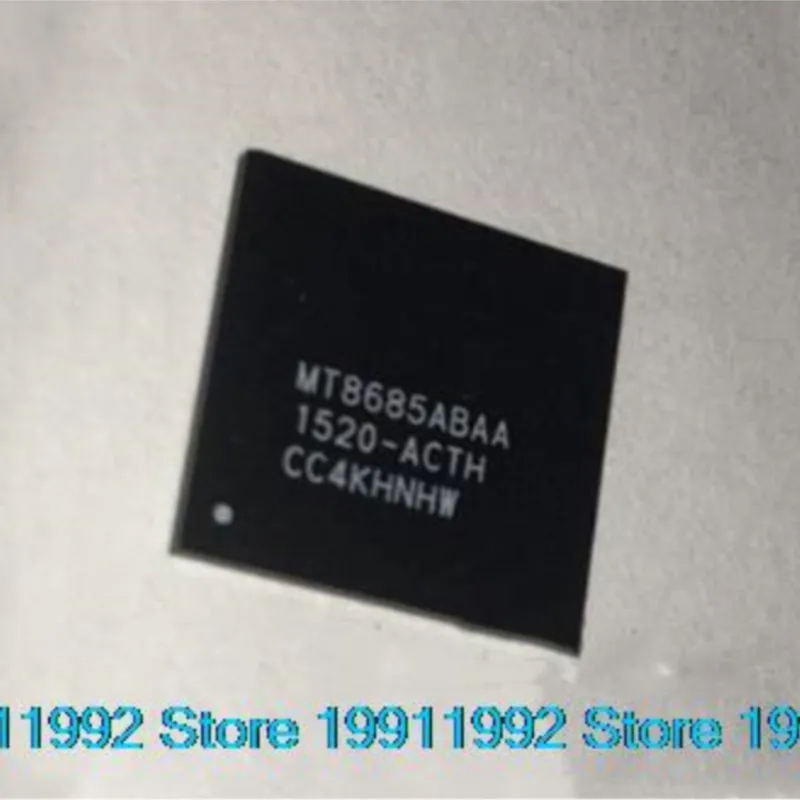 MT8685ABAA
1520-ACTH
CC4KHNHW
11992 Store 19911992 Store 19